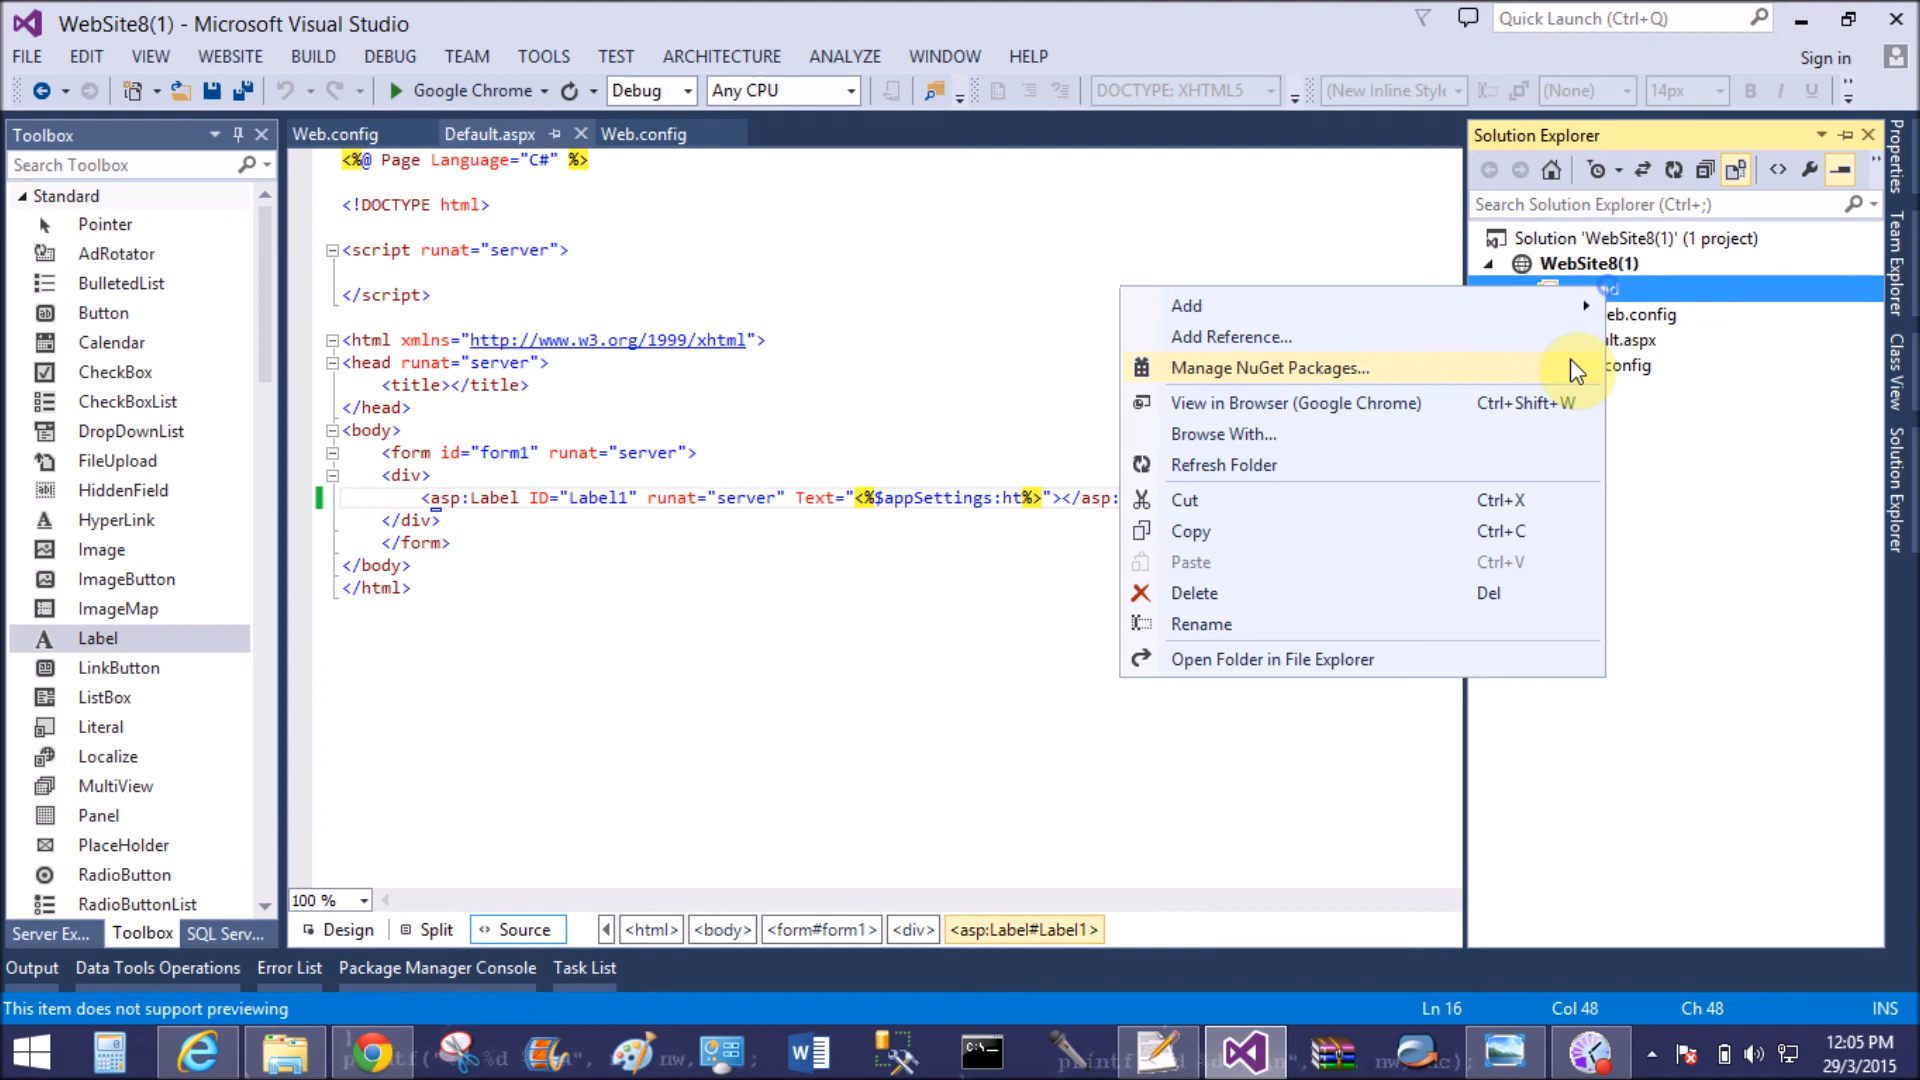 WebSite8(1) - Microsoft Visual Studio
Quick Launch (Ctrl+Q)
FILE EDIT VIEW WEBSITE BUILD DEBUG TEAM TOOLS TEST ARCHITECTURE ANALYZE WINDOW HELP
Sign in
Google Chrome Debug Any CPU DOCTYPE: XHTML5 (New Inline Style (None) 14px B I U
Toolbox
Search Toolbox
Standard
Pointer
AdRotator
BulletedList
Button
Calendar
CheckBox
CheckBoxList
DropDownList
FileUpload
HiddenField
HyperLink
Image
ImageButton
ImageMap
Label
LinkButton
ListBox
Literal
Localize
MultiView
Panel
PlaceHolder
RadioButton
RadioButtonList
Server Ex... Toolbox SQL Serv...
Web.config Default.aspx Web.config
<%@ Page Language="C#" %>
<!DOCTYPE html>
<script runat="server">
</script>
<html xmlns="http://www.w3.org/1999/xhtml">
<head runat="server">
<title></title>
</head>
<body>
<form id="form1" runat="server">
<div>
<asp:Label ID="Label1" runat="server" Text="<%$appSettings:ht%>"></asp:
</div>
</form>
</body>
</html>
100 %
Design Split Source <html> <body> <form#form1> <div> <asp:Label#Label1>
Add
Add Reference...
Manage NuGet Packages...
View in Browser (Google Chrome) Ctrl+Shift+W
Browse With...
Refresh Folder
Cut Ctrl+X
Copy Ctrl+C
Paste Ctrl+V
Delete Del
Rename
Open Folder in File Explorer
Solution Explorer
Search Solution Explorer (Ctrl+;)
Solution 'WebSite8(1)' (1 project)
WebSite8(1)
eb.config
lt.aspx
config
Properties
Team Explorer
Class View
Solution Explorer
Output Data Tools Operations Error List Package Manager Console Task List
This item does not support previewing Ln 16 Col 48 Ch 48 INS
12:05 PM
29/3/2015